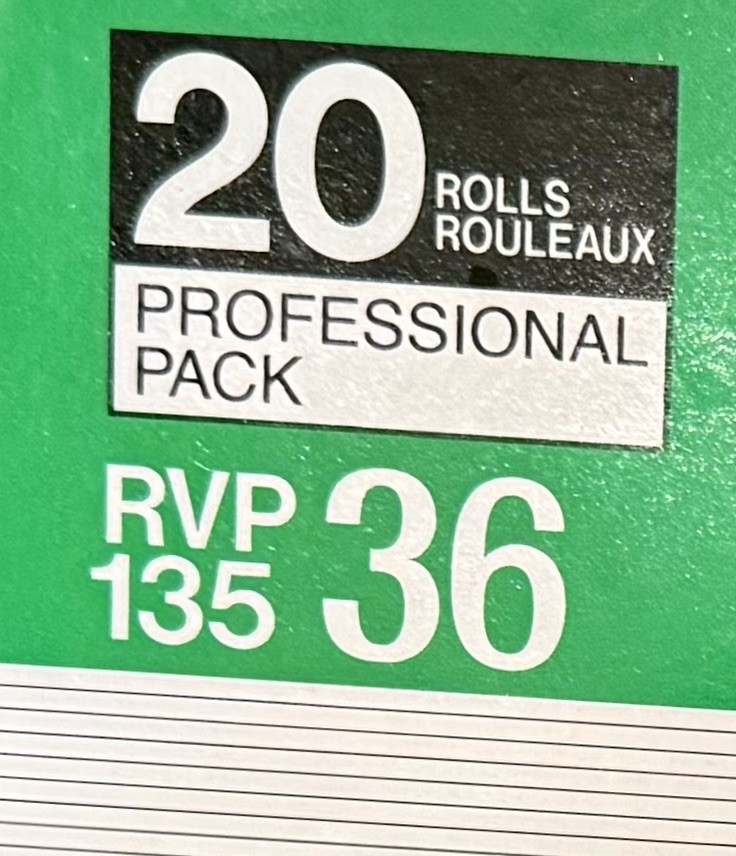 20 ROLLS
ROULEAUX
PROFESSIONAL
PACK
RVP 36
135